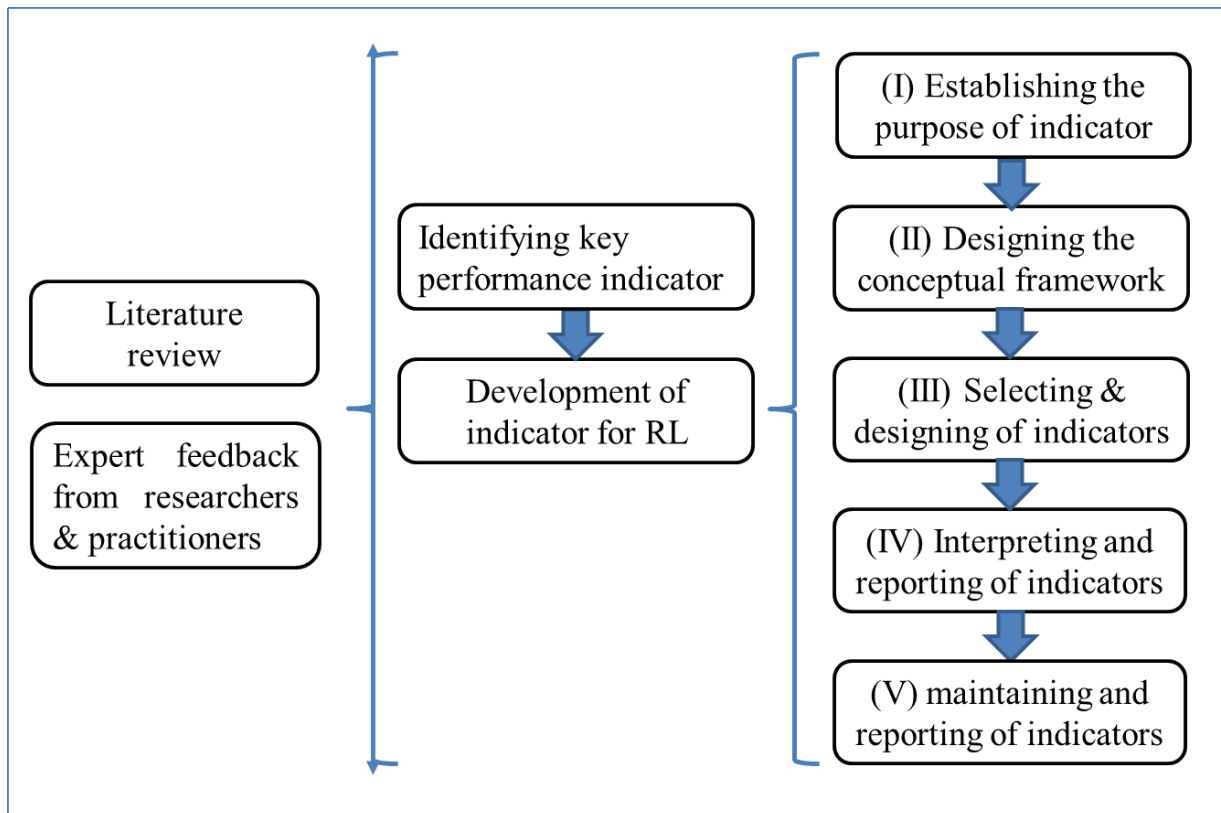 Literature
review
Expert feedback
from researchers
& practitioners
Identifying key
performance indicator
Development of
indicator for RL
(I) Establishing the
purpose of indicator
(II) Designing the
conceptual framework
(III) Selecting &
designing of indicators
(IV) Interpreting and
reporting of indicators
(V) maintaining and
reporting of indicators